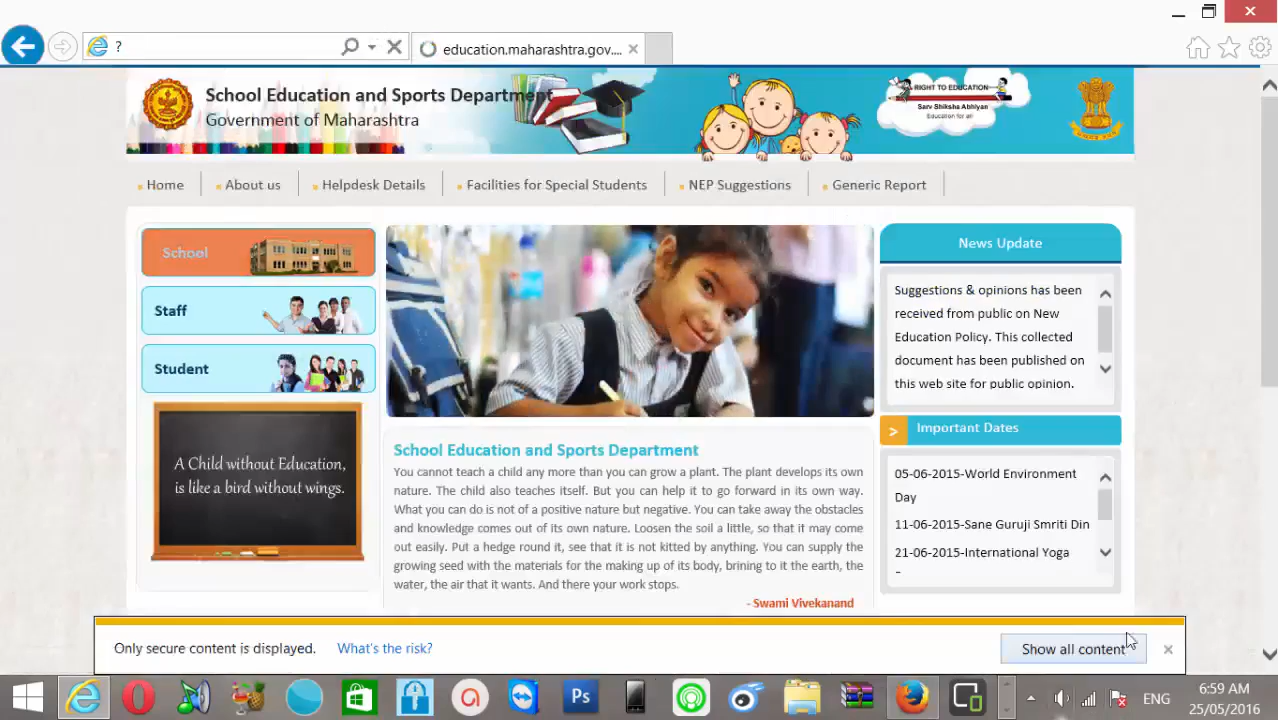 ?
education.maharashtra.gov....
School Education and Sports Department
Government of Maharashtra
RIGHT TO EDUCATION
Sarv Shiksha Abhiyan
Education for all
Home
About us
Helpdesk Details
Facilities for Special Students
NEP Suggestions
Generic Report
School
Staff
Student
A Child without Education,
is like a bird without wings.
School Education and Sports Department
You cannot teach a child any more than you can grow a plant. The plant develops its own
nature. The child also teaches itself. But you can help it to go forward in its own way.
What you can do is not of a positive nature but negative. You can take away the obstacles
and knowledge comes out of its own nature. Loosen the soil a little, so that it may come
out easily. Put a hedge round it, see that it is not kitted by anything. You can supply the
growing seed with the materials for the making up of its body, brining to it the earth, the
water, the air that it wants. And there your work stops.
- Swami Vivekanand
News Update
Suggestions & opinions has been
received from public on New
Education Policy. This collected
document has been published on
this web site for public opinion.
> Important Dates
05-06-2015-World Environment
Day
11-06-2015-Sane Guruji Smriti Din
21-06-2015-International Yoga
Only secure content is displayed. What's the risk?
Show all content
Ps
ENG
6:59 AM
25/05/2016